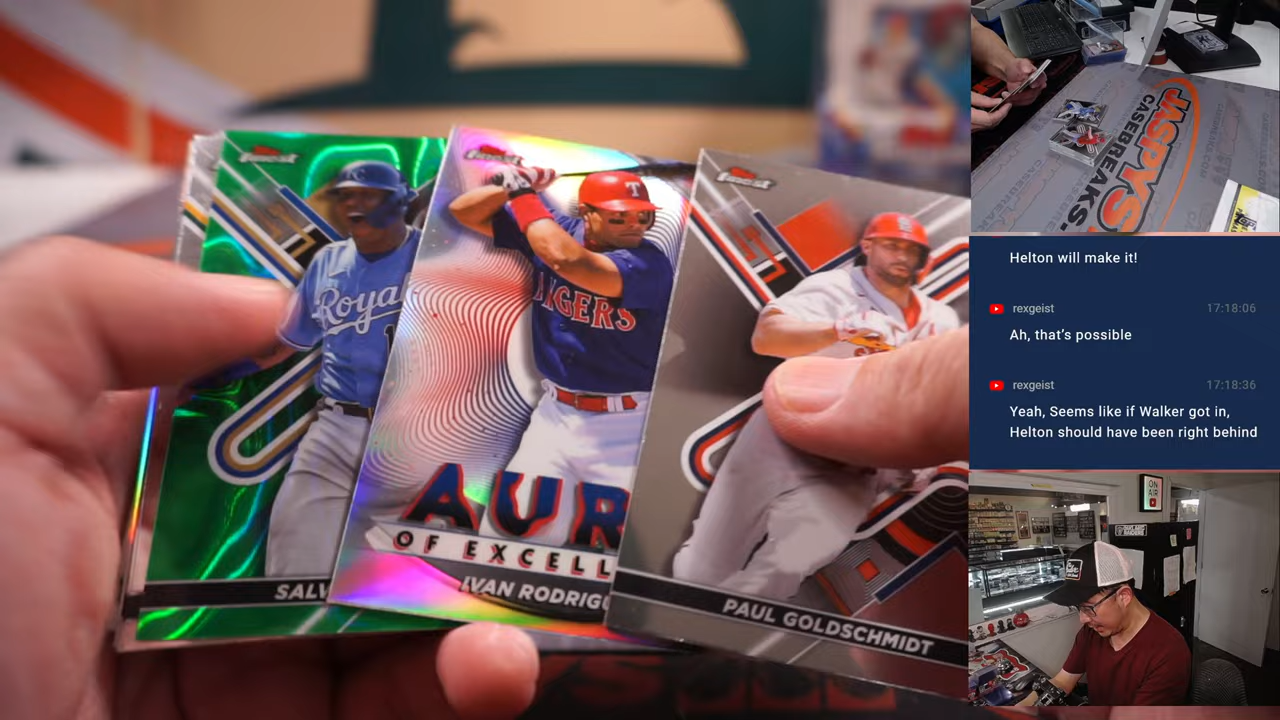 Finest
Royal
SALV
Finest
T
RANGERS
AUR
OF EXCELL
IVAN RODRIGU
Finest
PAUL GOLDSCHMIDT
JASPYS
CASEBREAKS.
Helton will make it!
rexgeist 17:18:06
Ah, that's possible
rexgeist 17:18:36
Yeah, Seems like if Walker got in,
Helton should have been right behind
ON
AIR